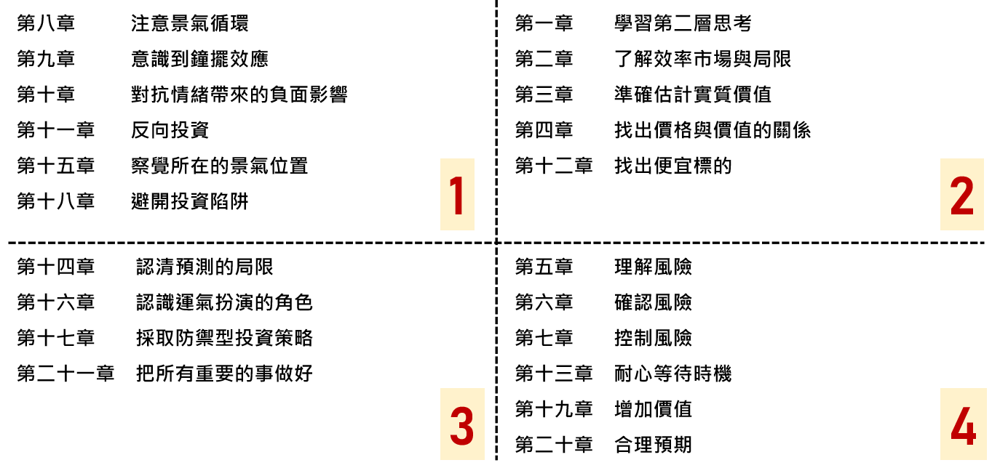 第八章 注意景氣循環
第九章 意識到鐘擺效應
第十章 對抗情緒帶來的負面影響
第十一章 反向投資
第十五章 察覺所在的景氣位置
第十八章 避開投資陷阱
1
第一章 學習第二層思考
第二章 了解效率市場與局限
第三章 準確估計實質價值
第四章 找出價格與價值的關係
第十二章 找出便宜標的
2
第十四章 認清預測的局限
第十六章 認識運氣扮演的角色
第十七章 採取防禦型投資策略
第二十一章 把所有重要的事做好
3
第五章 理解風險
第六章 確認風險
第七章 控制風險
第十三章 耐心等待時機
第十九章 增加價值
第二十章 合理預期
4